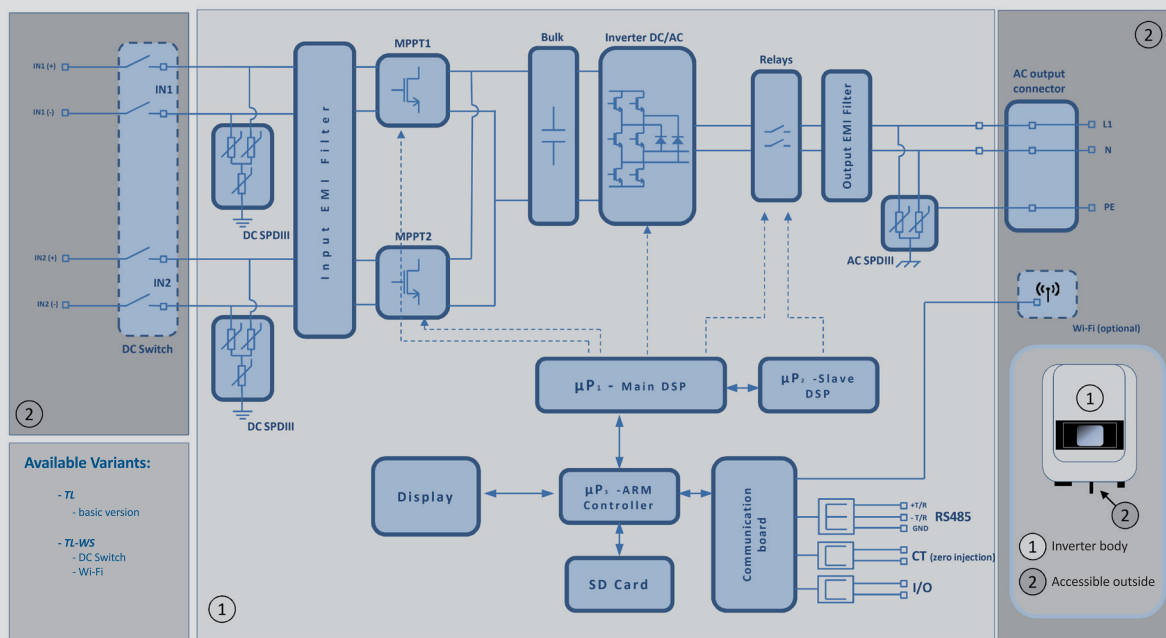 2
IN1 (+)
IN1 (-)
IN1
IN2 (+)
IN2 (-)
IN2
DC Switch
2
DC SPDIII
DC SPDIII
Input EMI Filter
MPPT1
MPPT2
Bulk
Inverter DC/AC
Relays
Output EMI Filter
AC SPDIII
AC output
connector
L1
N
PE
Wi-Fi (optional)
µP₁ - Main DSP
µP₂ -Slave
DSP
µP₃ -ARM
Controller
Display
SD Card
Communication
board
+T/R
- T/R
GND
RS485
CT (zero injection)
I/O
1
Available Variants:
- TL
- basic version
- TL-WS
- DC Switch
- Wi-Fi
1
2
1 Inverter body
2 Accessible outside